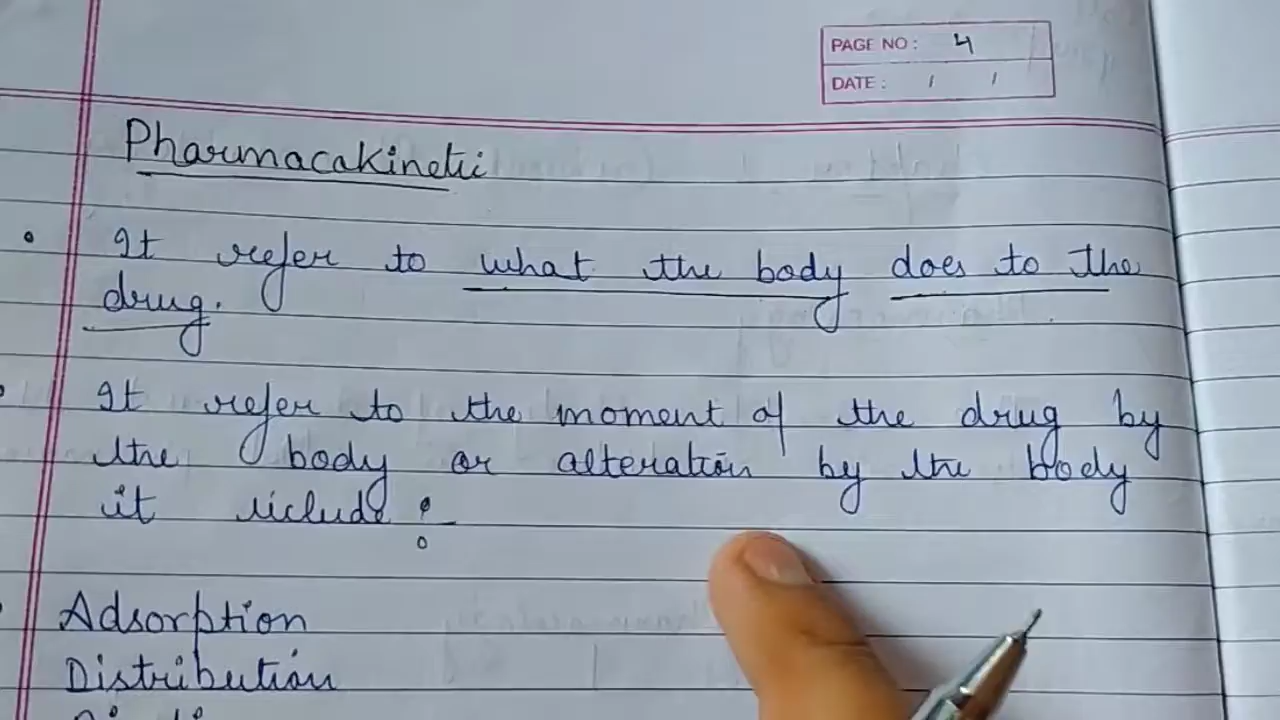 PAGE NO: 4
DATE: / /
Pharmacakinetic
It refer to what the body does to the
drug.
It refer to the moment of the drug by
the body or alteration by the body
it include :-
Adsorption
Distribution